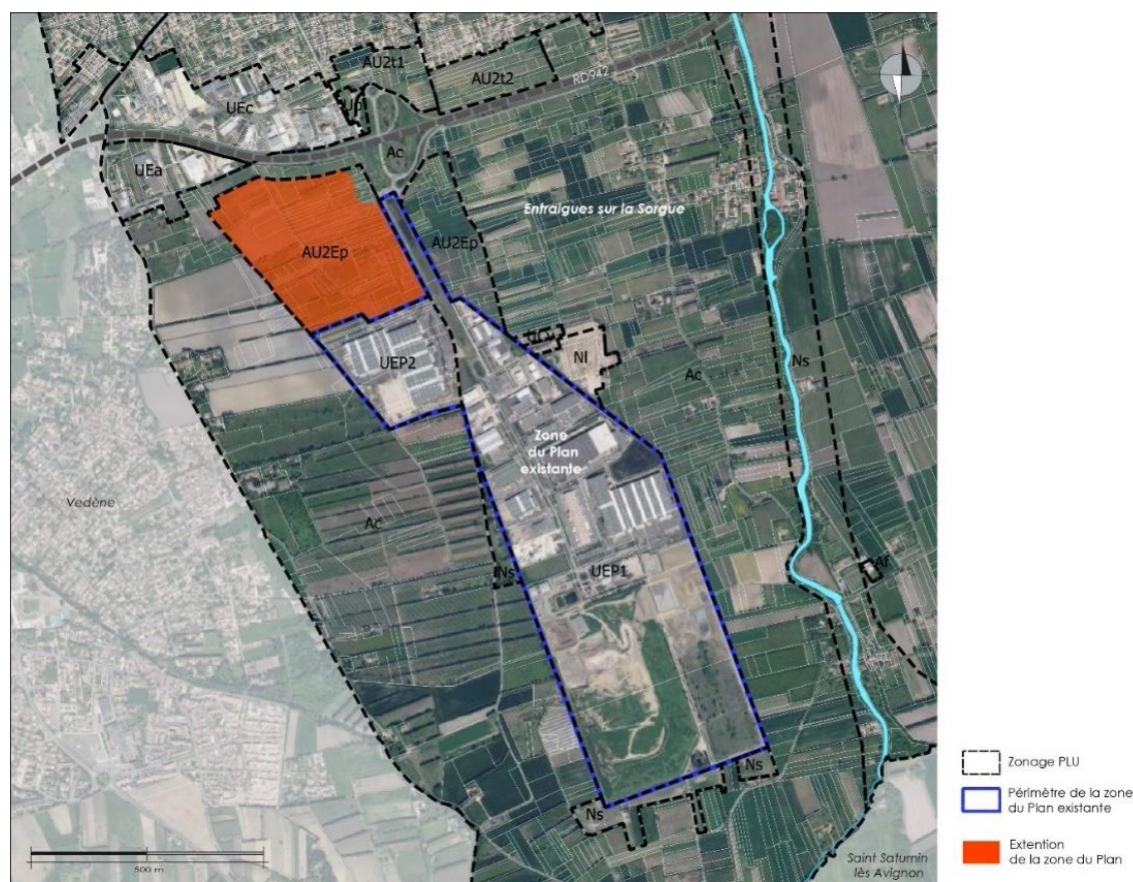 AU2t1
AU2t2
RD942
UEc
Up
Ac
UEa
Entraigues sur la Sorgue
AU2Ep
AU2Ep
UEP2
Nl
Ns
Ac
Zone
du Plan
existante
Vedène
Ac
Ns
UEP1
Af
Ns
Ns
500 m
Saint Saturnin
lès Avignon
Zonage PLU
Périmètre de la zone
du Plan existante
Extention
de la zone du Plan